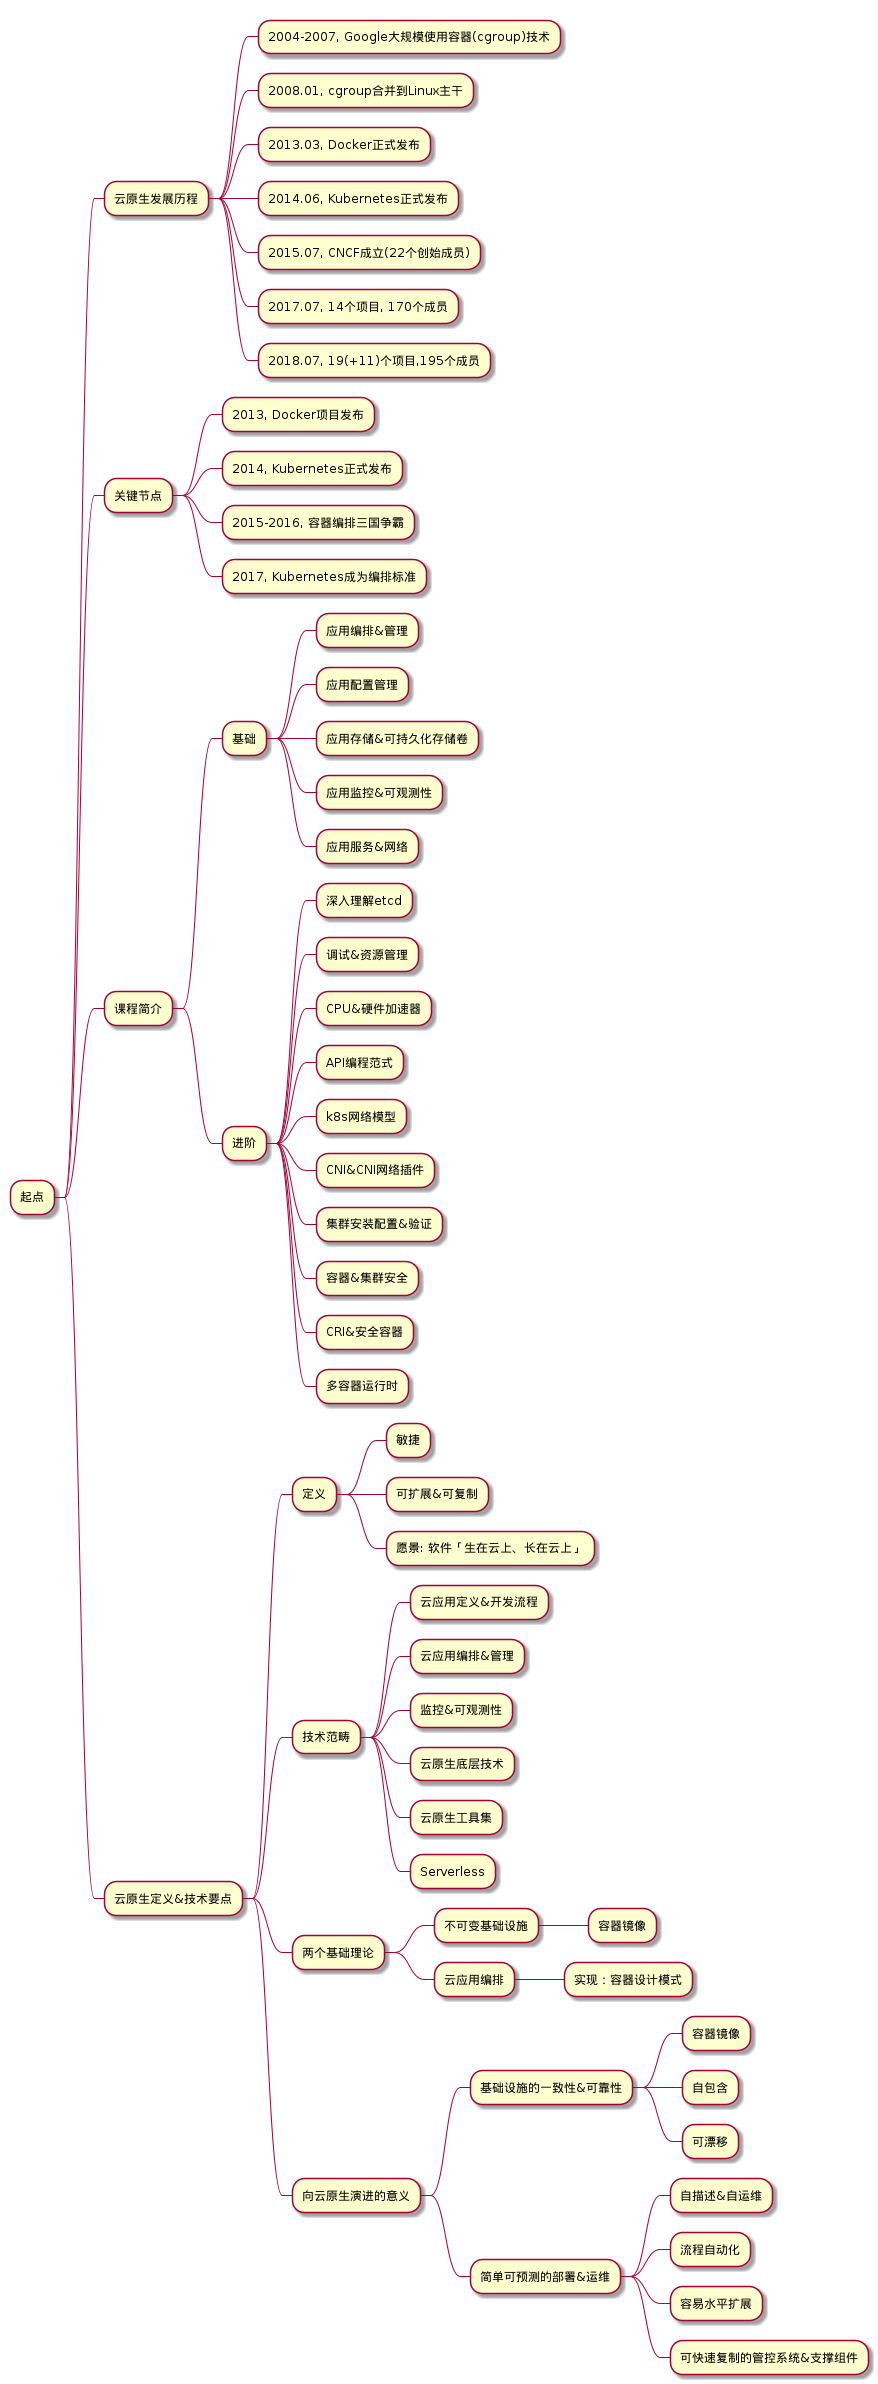 2004-2007, Google大规模使用容器(cgroup)技术
2008.01, cgroup合并到Linux主干
2013.03, Docker正式发布
云原生发展历程
2014.06, Kubernetes正式发布
2015.07, CNCF成立(22个创始成员)
2017.07, 14个项目, 170个成员
2018.07, 19(+11)个项目,195个成员
2013, Docker项目发布
2014, Kubernetes正式发布
关键节点
2015-2016, 容器编排三国争霸
2017, Kubernetes成为编排标准
应用编排&管理
应用配置管理
基础
应用存储&可持久化存储卷
应用监控&可观测性
应用服务&网络
深入理解etcd
调试&资源管理
课程简介
CPU&硬件加速器
API编程范式
k8s网络模型
进阶
CNI&CNI网络插件
起点
集群安装配置&验证
容器&集群安全
CRI&安全容器
多容器运行时
敏捷
定义
可扩展&可复制
愿景: 软件「生在云上、长在云上」
云应用定义&开发流程
云应用编排&管理
监控&可观测性
技术范畴
云原生底层技术
云原生工具集
Serverless
云原生定义&技术要点
不可变基础设施
容器镜像
两个基础理论
云应用编排
实现：容器设计模式
容器镜像
基础设施的一致性&可靠性
自包含
可漂移
向云原生演进的意义
自描述&自运维
流程自动化
简单可预测的部署&运维
容易水平扩展
可快速复制的管控系统&支撑组件